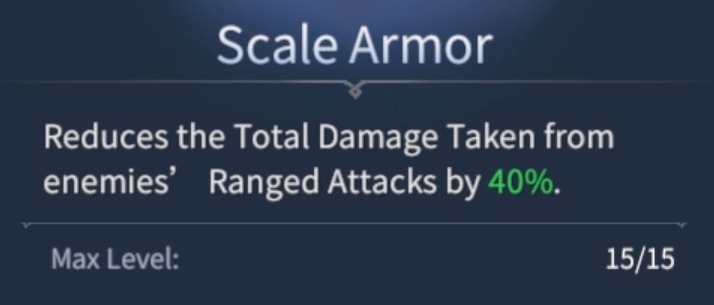 Scale Armor
Reduces the Total Damage Taken from
enemies’ Ranged Attacks by 40%.
Max Level: 15/15